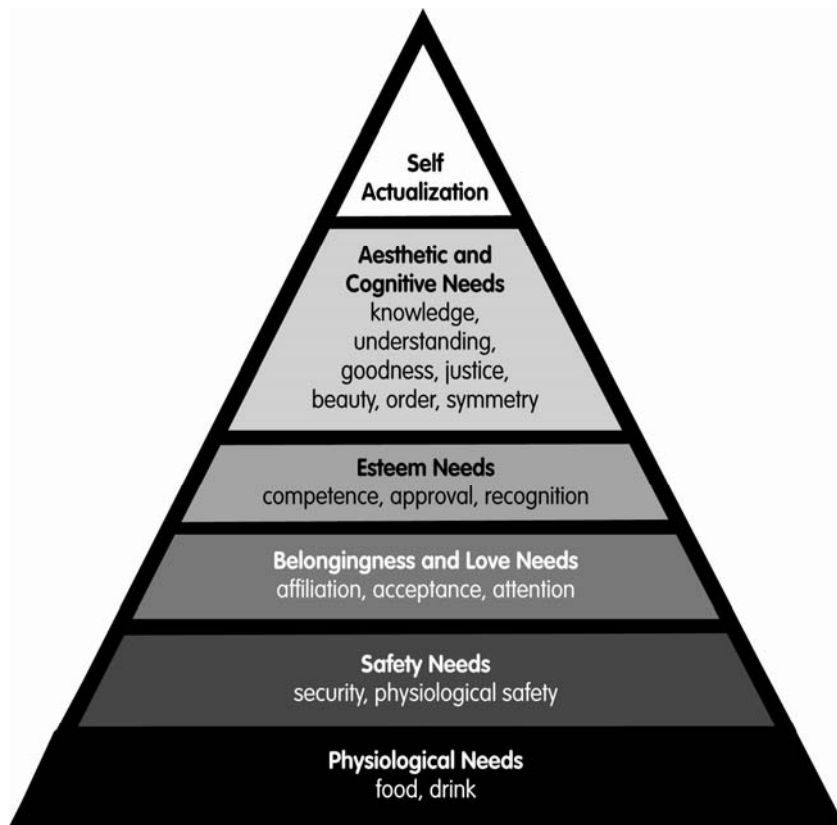 Self
Actualization
Aesthetic and
Cognitive Needs
knowledge,
understanding,
goodness, justice,
beauty, order, symmetry
Esteem Needs
competence, approval, recognition
Belongingness and Love Needs
affiliation, acceptance, attention
Safety Needs
security, physiological safety
Physiological Needs
food, drink